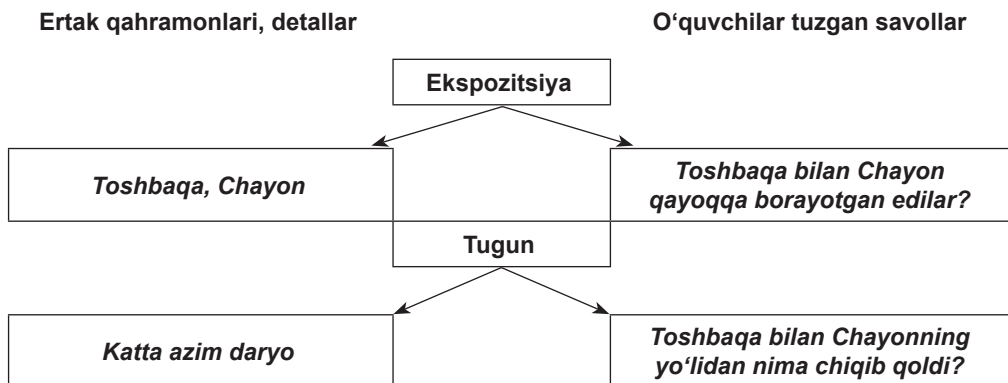 Ertak qahramonlari, detallar
O‘quvchilar tuzgan savollar
Ekspozitsiya
Toshbaqa, Chayon
Toshbaqa bilan Chayon
qayoqqa borayotgan edilar?
Tugun
Katta azim daryo
Toshbaqa bilan Chayonning
yo‘lidan nima chiqib qoldi?